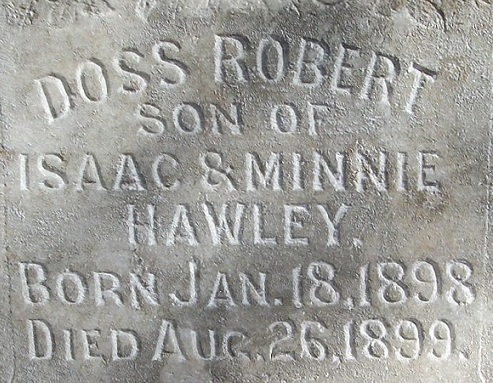 DOSS ROBERT
SON OF
ISAAC & MINNIE
HAWLEY.
BORN JAN. 18, 1898
DIED AUG. 26, 1899.